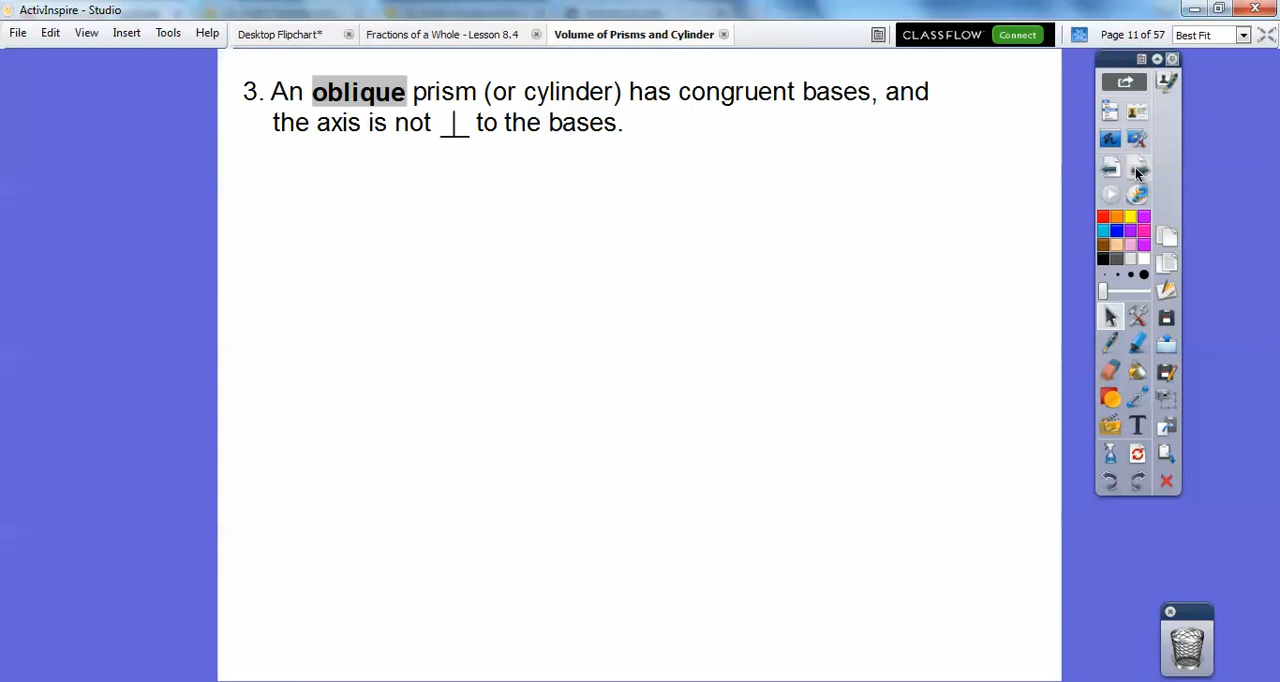 ActivInspire - Studio
File Edit View Insert Tools Help Desktop Flipchart* Fractions of a Whole - Lesson 8.4 Volume of Prisms and Cylinder CLASSFLOW Connect Page 11 of 57 Best Fit
3. An oblique prism (or cylinder) has congruent bases, and
the axis is not ⊥ to the bases.
T